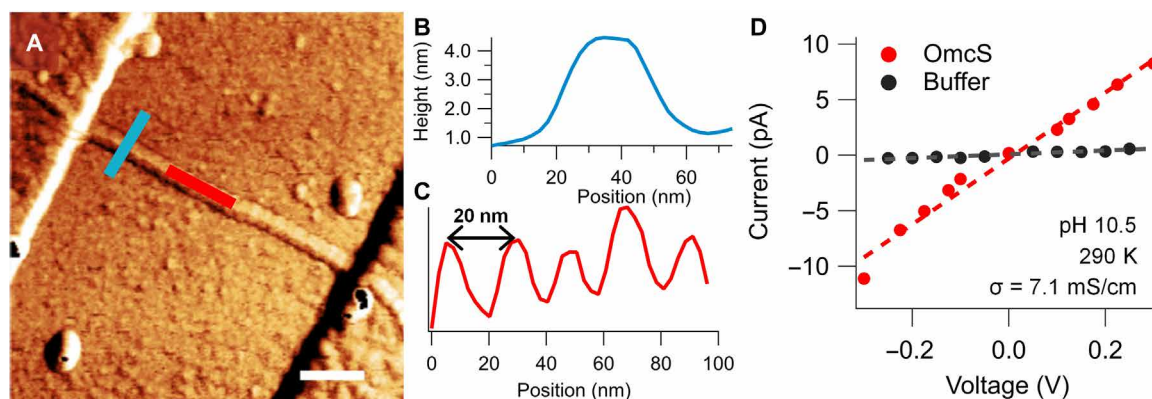 A
B
Height (nm)
4.0
3.0
2.0
1.0
0
20
40
60
Position (nm)
C
20 nm
0
20
40
60
80
100
Position (nm)
D
10
5
0
−5
−10
Current (pA)
OmcS
Buffer
pH 10.5
290 K
σ = 7.1 mS/cm
−0.2
0.0
0.2
Voltage (V)